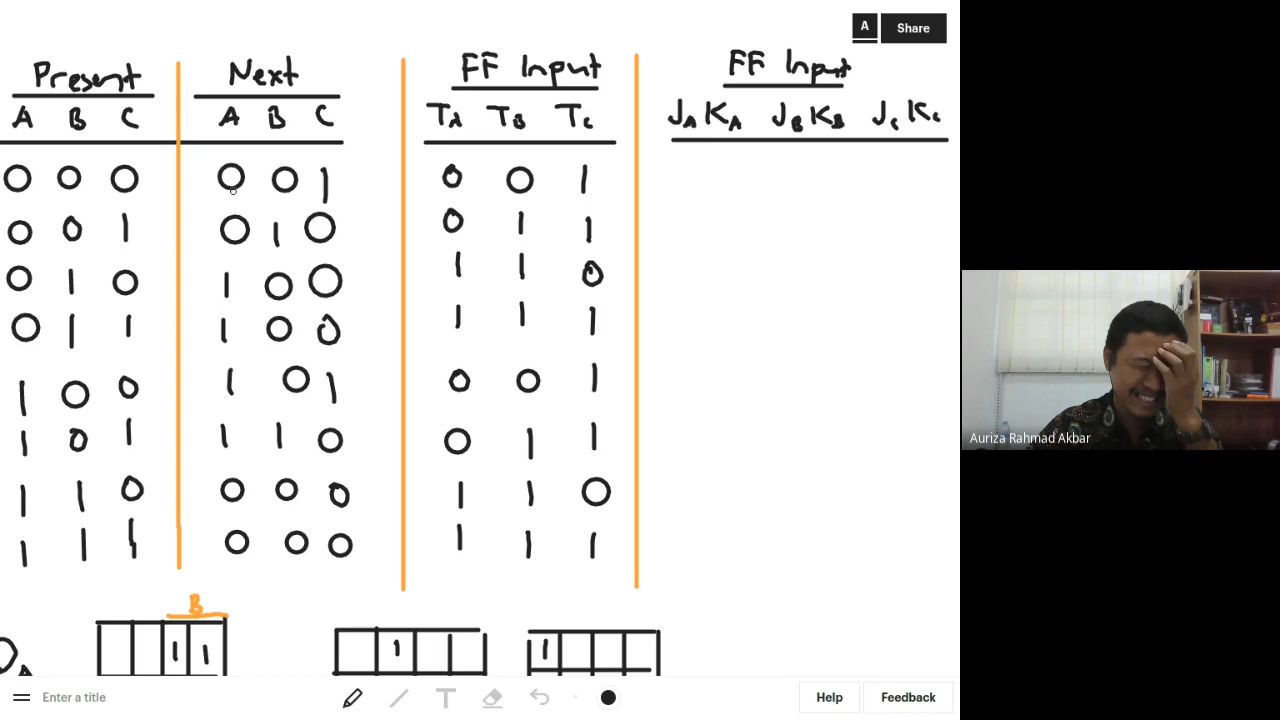 A Share
Present Next FF Input FF Input
A B C A B C TA TB TC JA KA JB KB JC KC
0 0 0 0 0 1 0 0 1
0 0 1 0 1 0 0 1 1
0 1 0 1 0 0 1 1 0
0 1 1 1 0 0 1 1 1
1 0 0 1 0 1 0 0 1
1 0 1 1 1 0 0 1 1
1 1 0 0 0 0 1 1 0
1 1 1 0 0 0 1 1 1
Auriza Rahmad Akbar
B
1 1 1 1
Enter a title T Help Feedback